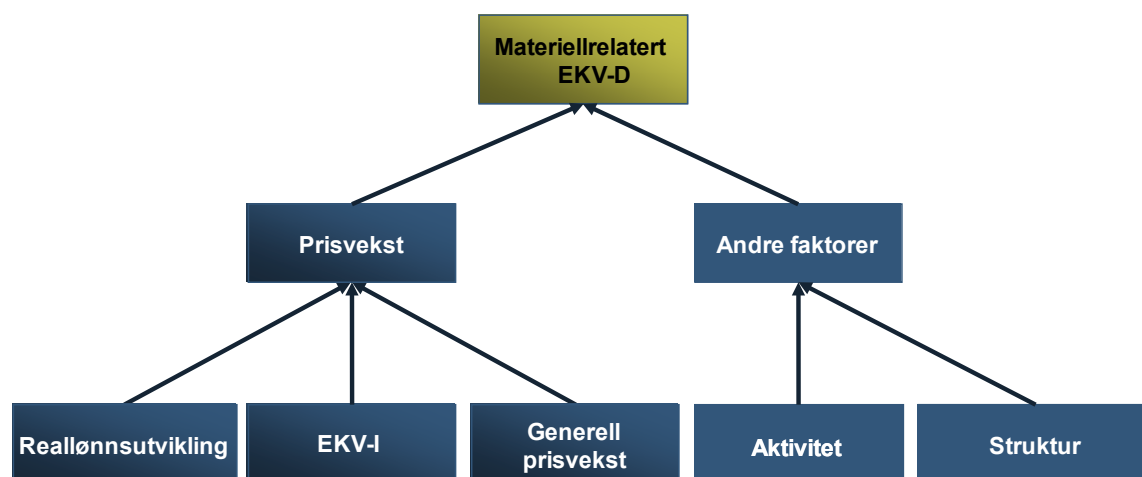 Materiellrelatert
EKV-D
Prisvekst
Andre faktorer
Reallønnsutvikling
EKV-I
Generell
prisvekst
Aktivitet
Struktur